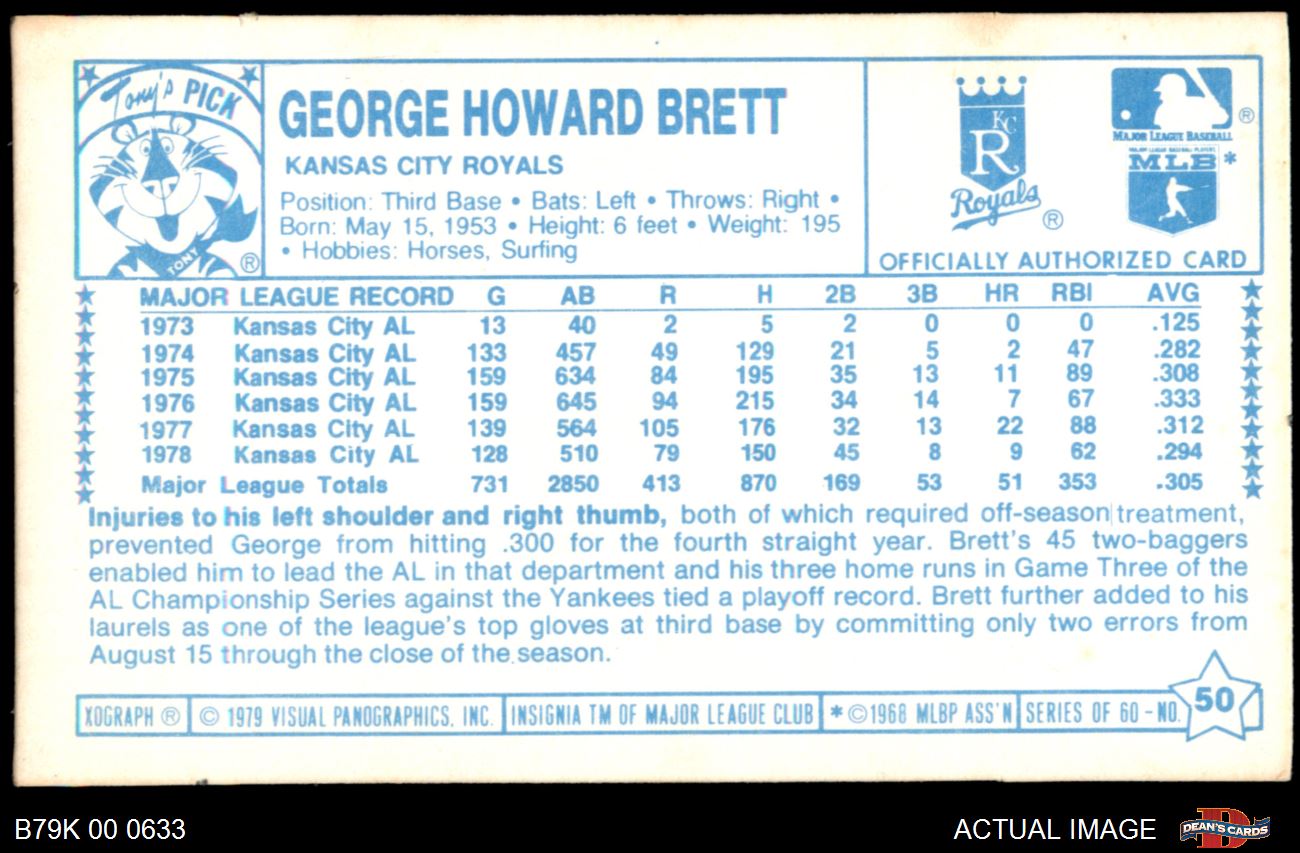 Tony's PICK
GEORGE HOWARD BRETT
KANSAS CITY ROYALS
Position: Third Base • Bats: Left • Throws: Right •
Born: May 15, 1953 • Height: 6 feet • Weight: 195
• Hobbies: Horses, Surfing
TONY
®
KC
R
Royals ®
®
MAJOR LEAGUE BASEBALL
MAJOR LEAGUE BASEBALL PLAYERS
MLB *
OFFICIALLY AUTHORIZED CARD
MAJOR LEAGUE RECORD G AB R H 2B 3B HR RBI AVG
1973 Kansas City AL 13 40 2 5 2 0 0 0 .125
1974 Kansas City AL 133 457 49 129 21 5 2 47 .282
1975 Kansas City AL 159 634 84 195 35 13 11 89 .308
1976 Kansas City AL 159 645 94 215 34 14 7 67 .333
1977 Kansas City AL 139 564 105 176 32 13 22 88 .312
1978 Kansas City AL 128 510 79 150 45 8 9 62 .294
Major League Totals 731 2850 413 870 169 53 51 353 .305
Injuries to his left shoulder and right thumb, both of which required off-season treatment,
prevented George from hitting .300 for the fourth straight year. Brett's 45 two-baggers
enabled him to lead the AL in that department and his three home runs in Game Three of the
AL Championship Series against the Yankees tied a playoff record. Brett further added to his
laurels as one of the league's top gloves at third base by committing only two errors from
August 15 through the close of the season.
XOGRAPH ® © 1979 VISUAL PANOGRAPHICS, INC. INSIGNIA TM OF MAJOR LEAGUE CLUB * ©1968 MLBP ASS'N SERIES OF 60 - NO. 50
B79K 00 0633
ACTUAL IMAGE
D
DEAN'S CARDS